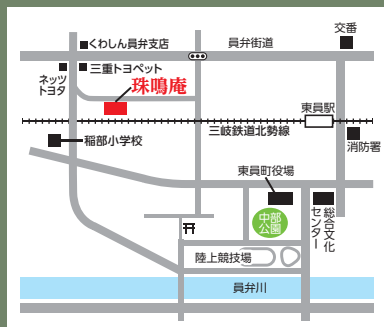 交番
くわしん員弁支店
員弁街道
三重トヨペット
ネッツ
トヨタ
珠鳴庵
東員駅
三岐鉄道北勢線
消防署
稲部小学校
東員町役場
中部
公園
総合文化
センター
陸上競技場
員弁川